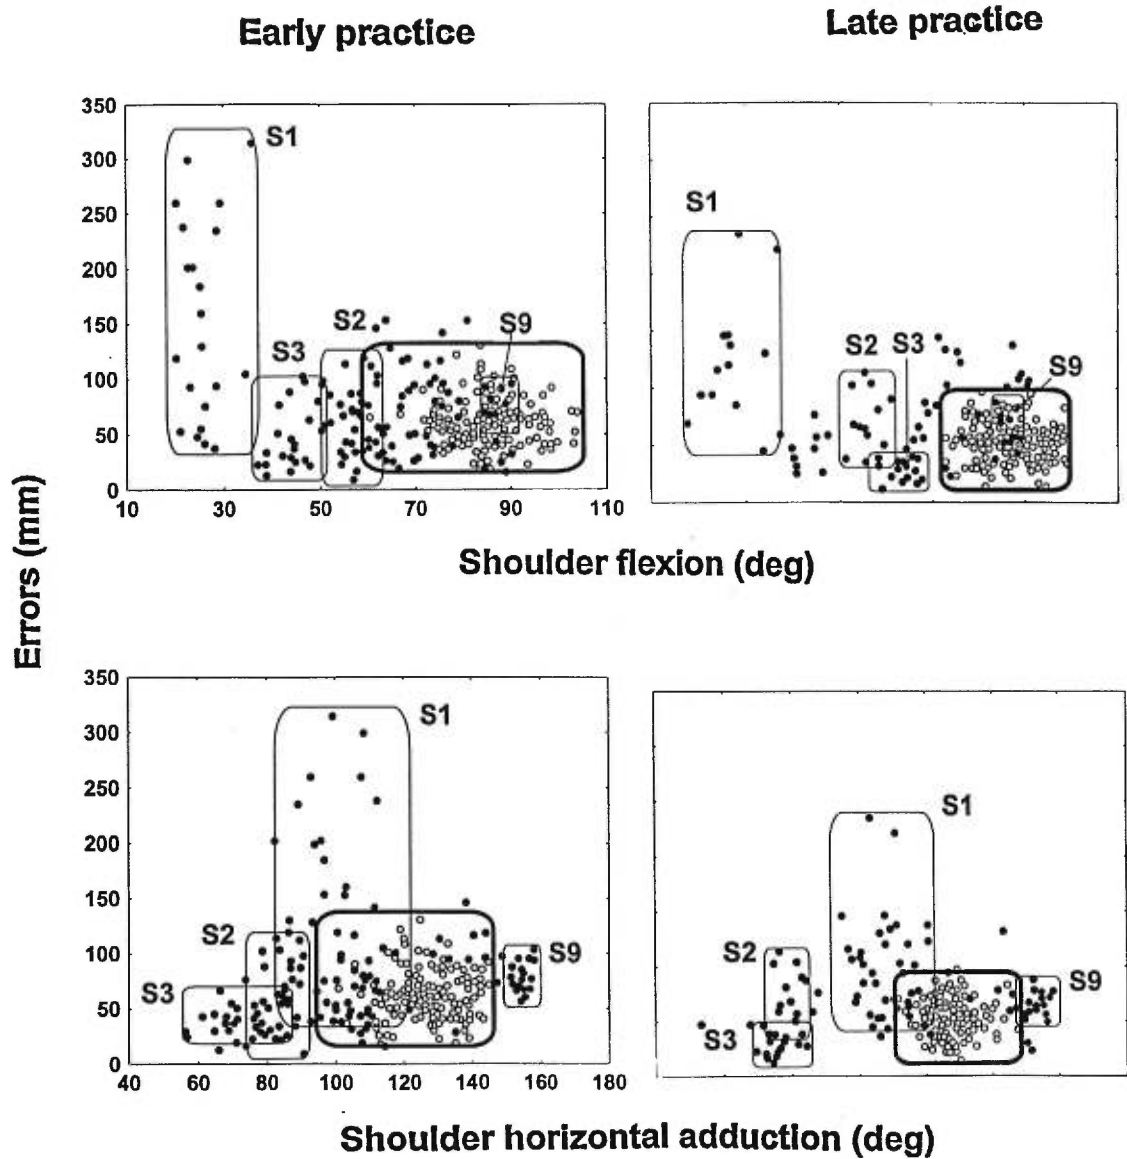 Early practice
Late practice
350
300
250
200
150
100
50
0
S1
S3
S2
S9
10 30 50 70 90 110
S1
S2
S3
S9
Shoulder flexion (deg)
Errors (mm)
350
300
250
200
150
100
50
0
S1
S2
S3
S9
40 60 80 100 120 140 160 180
S1
S2
S3
S9
Shoulder horizontal adduction (deg)